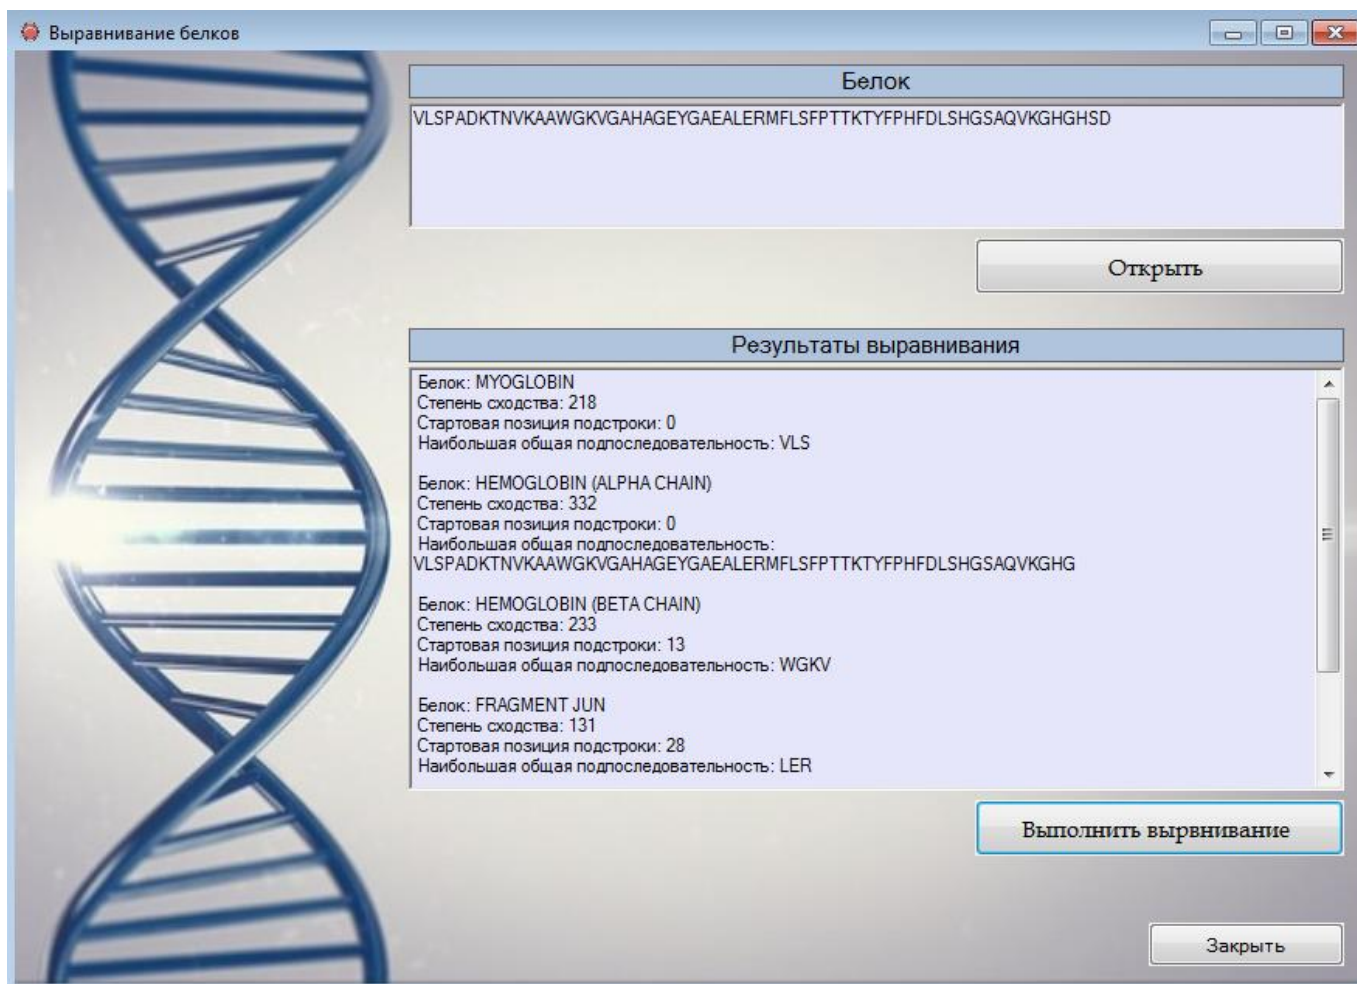 Выравнивание белков
Белок
VLSPADKTNVKAAWGKVGAHAGEYGAEALERMFLSFPTTKTYFPHFDLSHGSAQVKGHGHSD
Открыть
Результаты выравнивания
Белок: MYOGLOBIN
Степень сходства: 218
Стартовая позиция подстроки: 0
Наибольшая общая подпоследовательность: VLS
Белок: HEMOGLOBIN (ALPHA CHAIN)
Степень сходства: 332
Стартовая позиция подстроки: 0
Наибольшая общая подпоследовательность:
VLSPADKTNVKAAWGKVGAHAGEYGAEALERMFLSFPTTKTYFPHFDLSHGSAQVKGHG
Белок: HEMOGLOBIN (BETA CHAIN)
Степень сходства: 233
Стартовая позиция подстроки: 13
Наибольшая общая подпоследовательность: WGKV
Белок: FRAGMENT JUN
Степень сходства: 131
Стартовая позиция подстроки: 28
Наибольшая общая подпоследовательность: LER
Выполнить вырвнивание
Закрыть